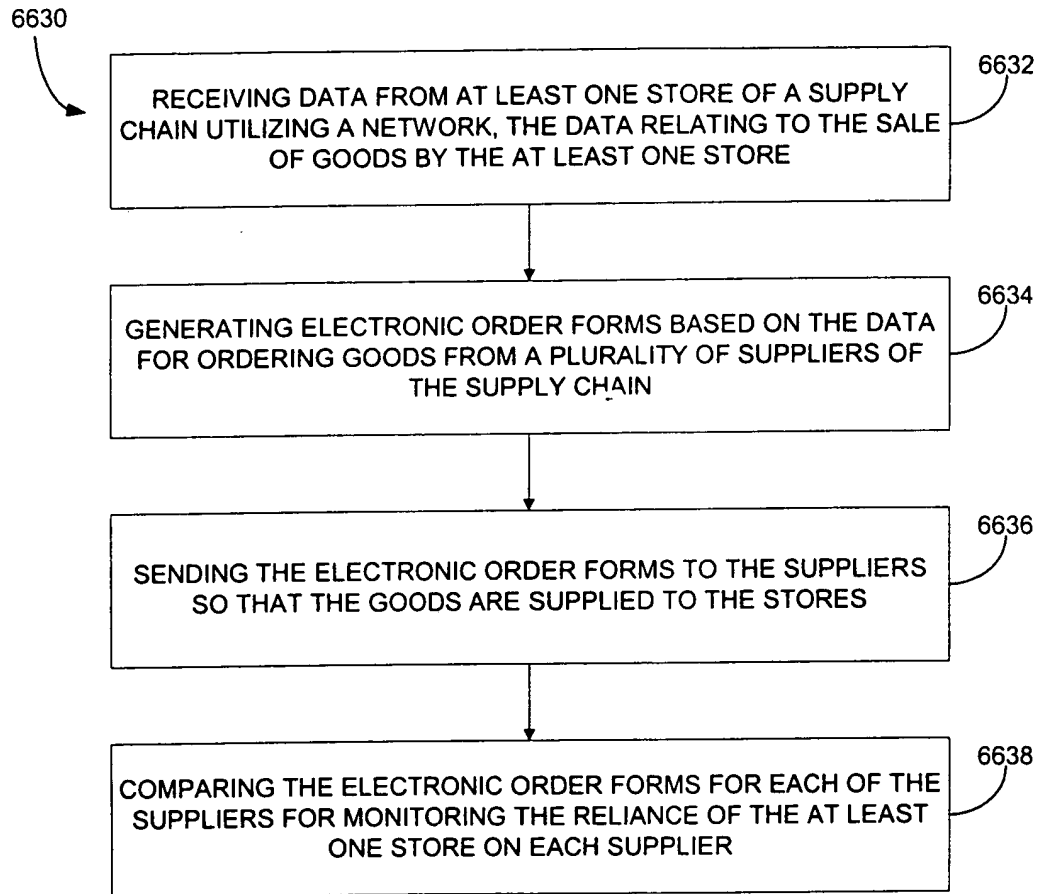 6630
6632
RECEIVING DATA FROM AT LEAST ONE STORE OF A SUPPLY
CHAIN UTILIZING A NETWORK, THE DATA RELATING TO THE SALE
OF GOODS BY THE AT LEAST ONE STORE
6634
GENERATING ELECTRONIC ORDER FORMS BASED ON THE DATA
FOR ORDERING GOODS FROM A PLURALITY OF SUPPLIERS OF
THE SUPPLY CHAIN
6636
SENDING THE ELECTRONIC ORDER FORMS TO THE SUPPLIERS
SO THAT THE GOODS ARE SUPPLIED TO THE STORES
6638
COMPARING THE ELECTRONIC ORDER FORMS FOR EACH OF THE
SUPPLIERS FOR MONITORING THE RELIANCE OF THE AT LEAST
ONE STORE ON EACH SUPPLIER